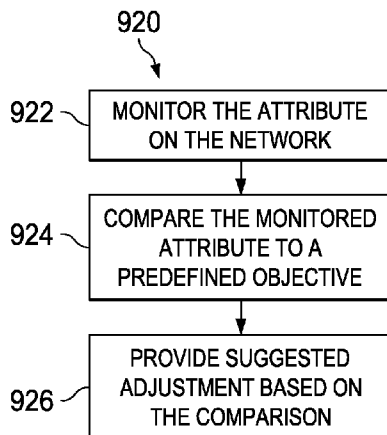 920
922
MONITOR THE ATTRIBUTE
ON THE NETWORK
924
COMPARE THE MONITORED
ATTRIBUTE TO A
PREDEFINED OBJECTIVE
926
PROVIDE SUGGESTED
ADJUSTMENT BASED ON
THE COMPARISON